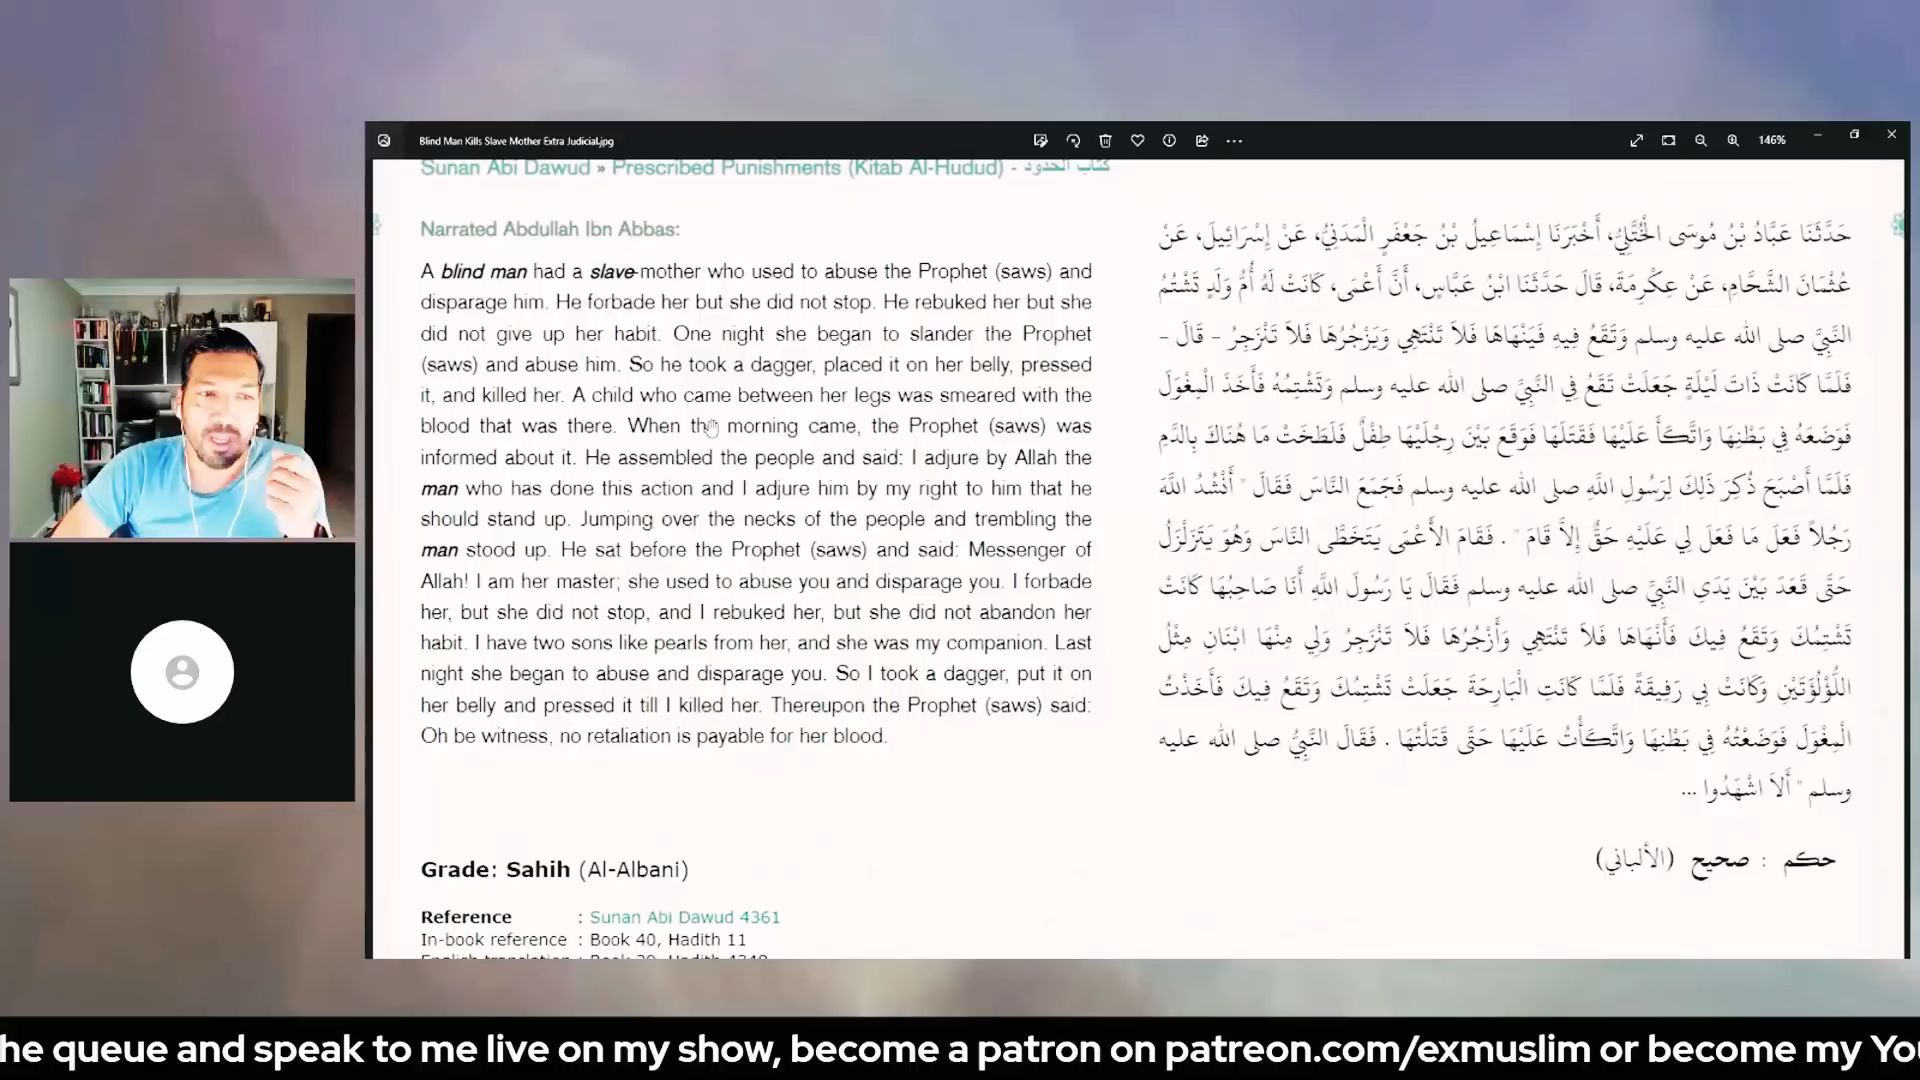 Blind Man Kills Slave Mother Extra Judicial.jpg
146%
Sunan Abi Dawud » Prescribed Punishments (Kitab Al-Hudud) - كتاب الحدود
Narrated Abdullah Ibn Abbas:
A blind man had a slave-mother who used to abuse the Prophet (saws) and
disparage him. He forbade her but she did not stop. He rebuked her but she
did not give up her habit. One night she began to slander the Prophet
(saws) and abuse him. So he took a dagger, placed it on her belly, pressed
it, and killed her. A child who came between her legs was smeared with the
blood that was there. When the morning came, the Prophet (saws) was
informed about it. He assembled the people and said: I adjure by Allah the
man who has done this action and I adjure him by my right to him that he
should stand up. Jumping over the necks of the people and trembling the
man stood up. He sat before the Prophet (saws) and said: Messenger of
Allah! I am her master; she used to abuse you and disparage you. I forbade
her, but she did not stop, and I rebuked her, but she did not abandon her
habit. I have two sons like pearls from her, and she was my companion. Last
night she began to abuse and disparage you. So I took a dagger, put it on
her belly and pressed it till I killed her. Thereupon the Prophet (saws) said:
Oh be witness, no retaliation is payable for her blood.
حَدَّثَنَا عَبَّادُ بْنُ مُوسَى الْخُتَّلِيُّ، أَخْبَرَنَا إِسْمَاعِيلُ بْنُ جَعْفَرٍ الْمَدَنِيُّ، عَنْ إِسْرَائِيلَ، عَنْ
عُثْمَانَ الشَّحَّامِ، عَنْ عِكْرِمَةَ، قَالَ حَدَّثَنَا ابْنُ عَبَّاسٍ، أَنَّ أَعْمَى، كَانَتْ لَهُ أُمُّ وَلَدٍ تَشْتُمُ
النَّبِيَّ صلى الله عليه وسلم وَتَقَعُ فِيهِ فَيَنْهَاهَا فَلاَ تَنْتَهِي وَيَزْجُرُهَا فَلاَ تَنْزَجِرُ - قَالَ -
فَلَمَّا كَانَتْ ذَاتَ لَيْلَةٍ جَعَلَتْ تَقَعُ فِي النَّبِيِّ صلى الله عليه وسلم وَتَشْتِمُهُ فَأَخَذَ الْمِغْوَلَ
فَوَضَعَهُ فِي بَطْنِهَا وَاتَّكَأَ عَلَيْهَا فَقَتَلَهَا فَوَقَعَ بَيْنَ رِجْلَيْهَا طِفْلٌ فَلَطَخَتْ مَا هُنَاكَ بِالدَّمِ
فَلَمَّا أَصْبَحَ ذُكِرَ ذَلِكَ لِرَسُولِ اللَّهِ صلى الله عليه وسلم فَجَمَعَ النَّاسَ فَقَالَ " أَنْشُدُ اللَّهَ
رَجُلاً فَعَلَ مَا فَعَلَ لِي عَلَيْهِ حَقٌّ إِلاَّ قَامَ " . فَقَامَ الأَعْمَى يَتَخَطَّى النَّاسَ وَهُوَ يَتَزَلْزَلُ
حَتَّى قَعَدَ بَيْنَ يَدَىِ النَّبِيِّ صلى الله عليه وسلم فَقَالَ يَا رَسُولَ اللَّهِ أَنَا صَاحِبُهَا كَانَتْ
تَشْتِمُكَ وَتَقَعُ فِيكَ فَأَنْهَاهَا فَلاَ تَنْتَهِي وَأَزْجُرُهَا فَلاَ تَنْزَجِرُ وَلِي مِنْهَا ابْنَانِ مِثْلُ
اللُّؤْلُؤَتَيْنِ وَكَانَتْ بِي رَفِيقَةً فَلَمَّا كَانَتِ الْبَارِحَةَ جَعَلَتْ تَشْتِمُكَ وَتَقَعُ فِيكَ فَأَخَذْتُ
الْمِغْوَلَ فَوَضَعْتُهُ فِي بَطْنِهَا وَاتَّكَأْتُ عَلَيْهَا حَتَّى قَتَلْتُهَا . فَقَالَ النَّبِيُّ صلى الله عليه
وسلم " أَلاَ اشْهَدُوا ...
Grade: Sahih (Al-Albani)
حكم : صحيح (الألباني)
Reference : Sunan Abi Dawud 4361
In-book reference : Book 40, Hadith 11
English translation : Book 39, Hadith 4348
he queue and speak to me live on my show, become a patron on patreon.com/exmuslim or become my You